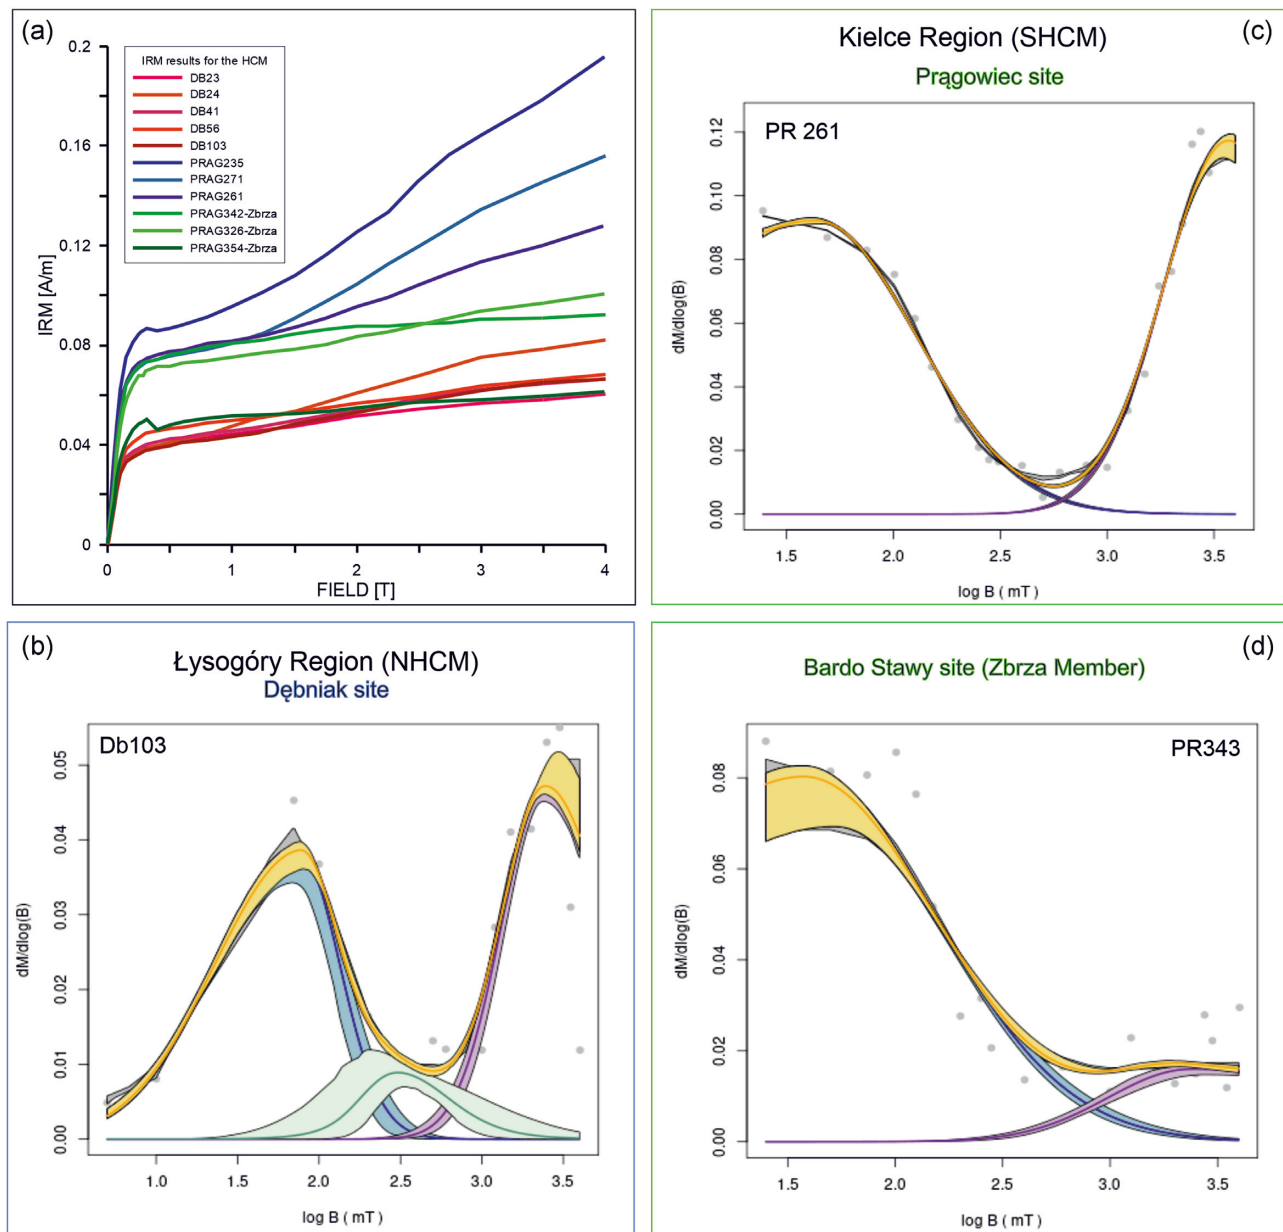 (a)
0.2
0.16
0.12
0.08
0.04
0
IRM [A/m]
IRM results for the HCM
DB23
DB24
DB41
DB56
DB103
PRAG235
PRAG271
PRAG261
PRAG342-Zbrza
PRAG326-Zbrza
PRAG354-Zbrza
0 1 2 3 4
FIELD [T]
(c)
Kielce Region (SHCM)
Prągowiec site
PR 261
0.12
0.10
0.08
0.06
0.04
0.02
0.00
dM/dlog(B)
1.5 2.0 2.5 3.0 3.5
log B ( mT )
(b)
Łysogóry Region (NHCM)
Dębniak site
Db103
0.05
0.04
0.03
0.02
0.01
0.00
dM/dlog(B)
1.0 1.5 2.0 2.5 3.0 3.5
log B ( mT )
(d)
Bardo Stawy site (Zbrza Member)
PR343
0.08
0.06
0.04
0.02
0.00
dM/dlog(B)
1.5 2.0 2.5 3.0 3.5
log B ( mT )